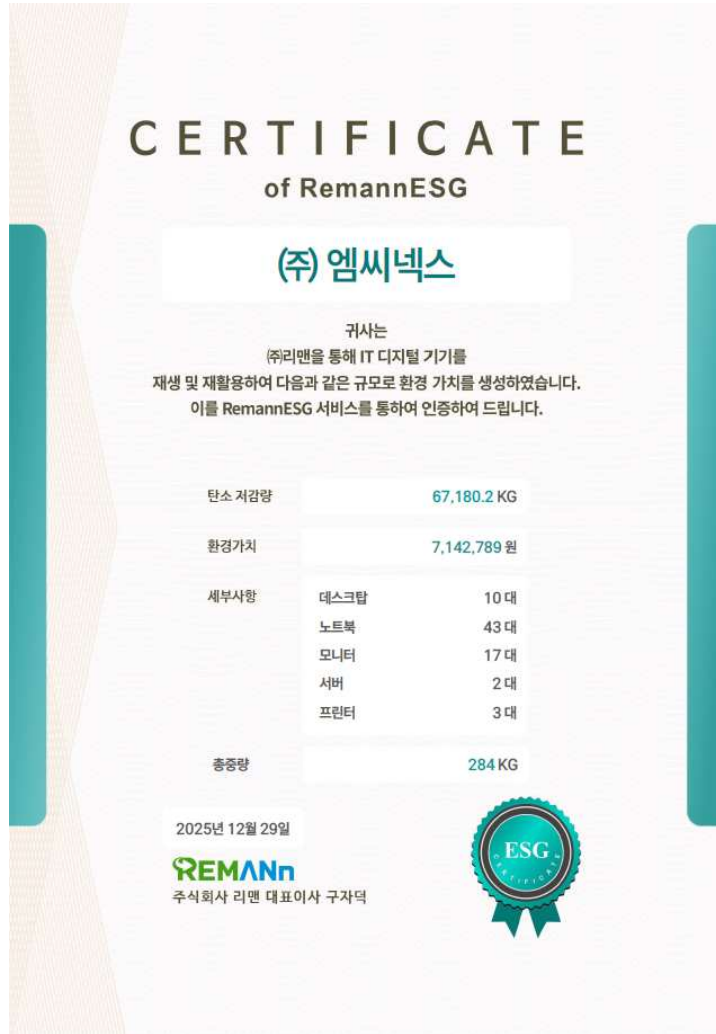 CERTIFICATE
of RemannESG
㈜ 엠씨넥스
귀사는
㈜리맨을 통해 IT 디지털 기기를
재생 및 재활용하여 다음과 같은 규모로 환경 가치를 생성하였습니다.
이를 RemannESG 서비스를 통하여 인증하여 드립니다.
탄소 저감량 67,180.2 KG
환경가치 7,142,789 원
세부사항 데스크탑 10 대
노트북 43 대
모니터 17 대
서버 2 대
프린터 3 대
총중량 284 KG
2025년 12월 29일
REMANn
주식회사 리맨 대표이사 구자덕
ESG
CERTIFICATE